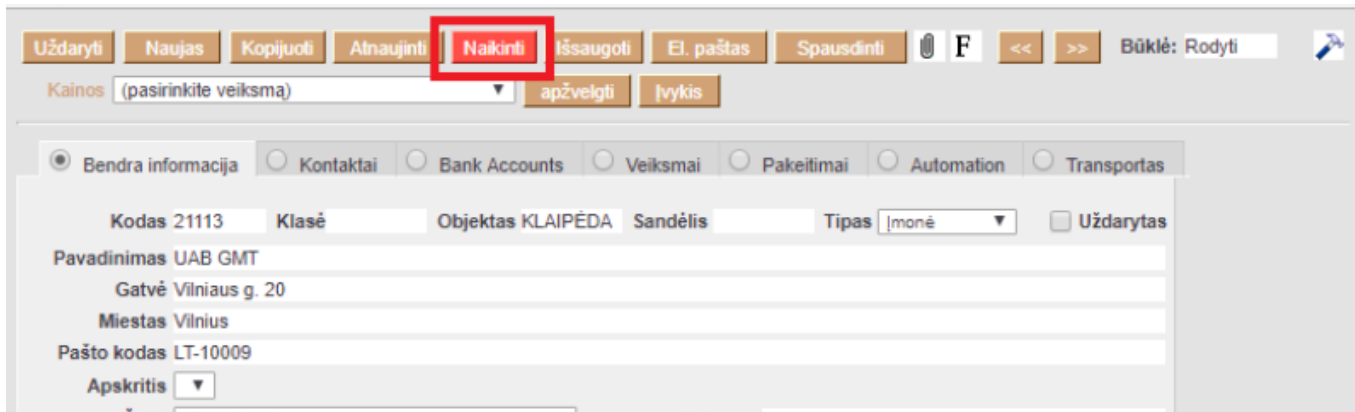 Uždaryti Naujas Kopijuoti Atnaujinti Naikinti Išsaugoti El. paštas Spausdinti F << >> Būklė: Rodyti
Kainos (pasirinkite veiksmą) apžvelgti Įvykis
Bendra informacija Kontaktai Bank Accounts Veiksmai Pakeitimai Automation Transportas
Kodas 21113 Klasė Objektas KLAIPĖDA Sandėlis Tipas Įmonė Uždarytas
Pavadinimas UAB GMT
Gatvė Vilniaus g. 20
Miestas Vilnius
Pašto kodas LT-10009
Apskritis